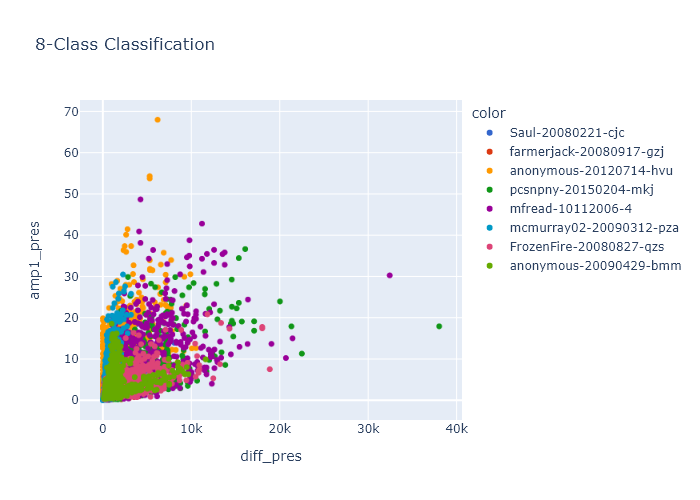 8-Class Classification
color
Saul-20080221-cjc
farmerjack-20080917-gzj
anonymous-20120714-hvu
pcsnpny-20150204-mkj
mfread-10112006-4
mcmurray02-20090312-pza
FrozenFire-20080827-qzs
anonymous-20090429-bmm
amp1_pres
70
60
50
40
30
20
10
0
0
10k
20k
30k
40k
diff_pres